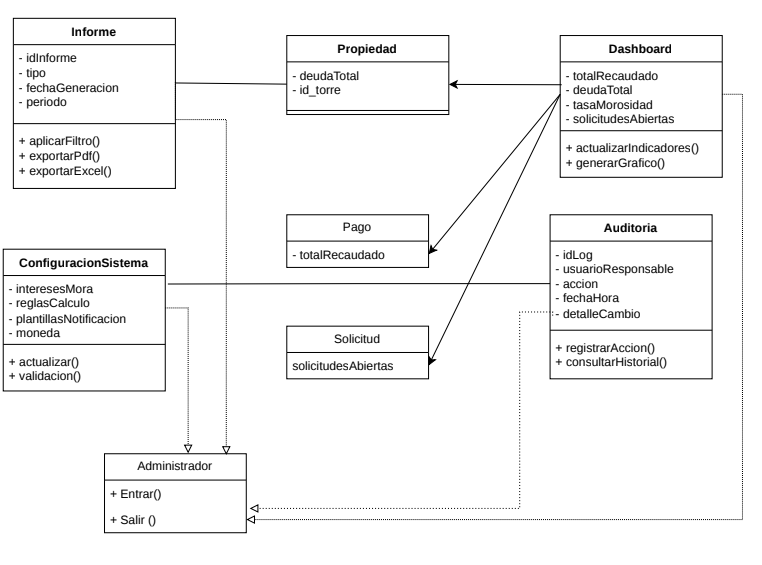 Informe
- idInforme
- tipo
- fechaGeneracion
- periodo
+ aplicarFiltro()
+ exportarPdf()
+ exportarExcel()
Propiedad
- deudaTotal
- id_torre
Dashboard
- totalRecaudado
- deudaTotal
- tasaMorosidad
- solicitudesAbiertas
+ actualizarIndicadores()
+ generarGrafico()
Pago
- totalRecaudado
Auditoria
- idLog
- usuarioResponsable
- accion
- fechaHora
- detalleCambio
+ registrarAccion()
+ consultarHistorial()
ConfiguracionSistema
- interesesMora
- reglasCalculo
- plantillasNotificacion
- moneda
+ actualizar()
+ validacion()
Solicitud
solicitudesAbiertas
Administrador
+ Entrar()
+ Salir ()